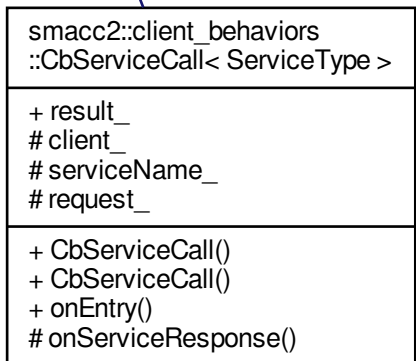 smacc2::client_behaviors
::CbServiceCall< ServiceType >
+ result_
# client_
# serviceName_
# request_
+ CbServiceCall()
+ CbServiceCall()
+ onEntry()
# onServiceResponse()